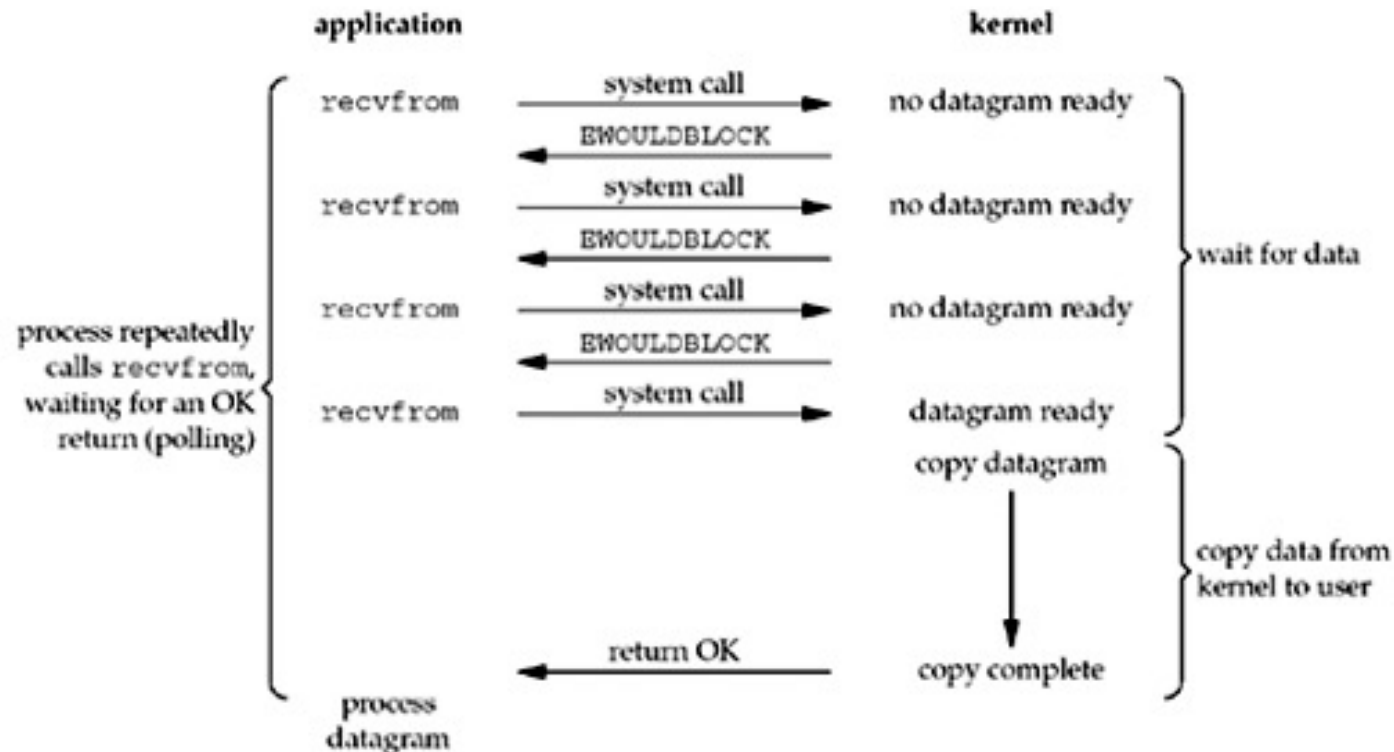 application
kernel
recvfrom
system call
no datagram ready
EWOULDBLOCK
recvfrom
system call
no datagram ready
EWOULDBLOCK
recvfrom
system call
no datagram ready
EWOULDBLOCK
recvfrom
system call
datagram ready
wait for data
process repeatedly
calls recvfrom,
waiting for an OK
return (polling)
copy datagram
copy data from
kernel to user
return OK
copy complete
process
datagram